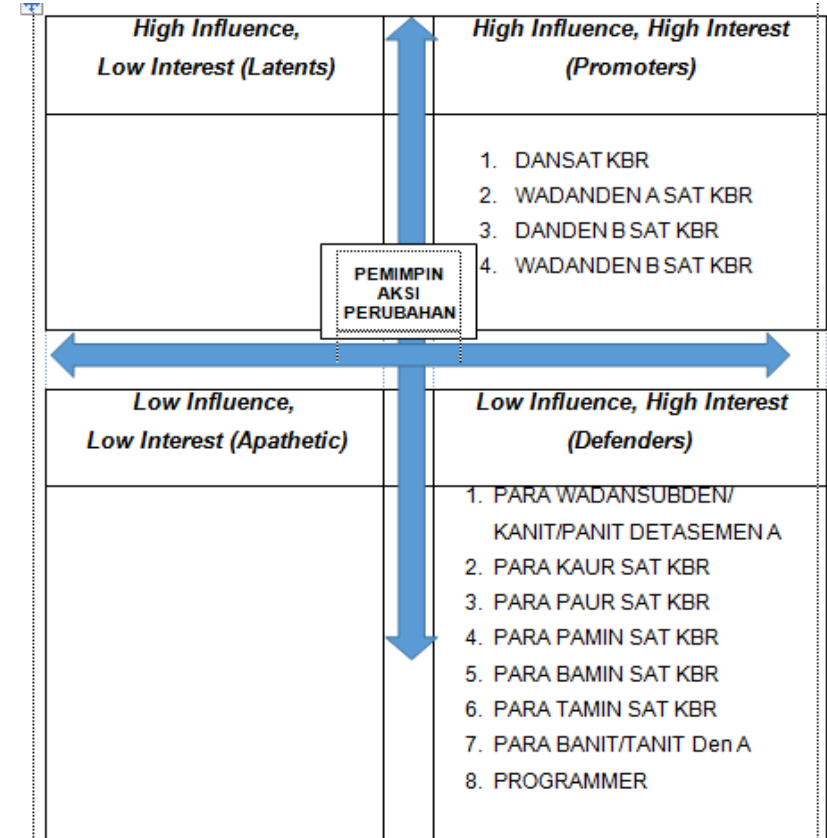 High Influence,
Low Interest (Latents)
High Influence, High Interest
(Promoters)
1. DANSAT KBR
2. WADANDEN A SAT KBR
3. DANDEN B SAT KBR
4. WADANDEN B SAT KBR
PEMIMPIN
AKSI
PERUBAHAN
Low Influence,
Low Interest (Apathetic)
Low Influence, High Interest
(Defenders)
1. PARA WADANSUBDEN/
KANIT/PANIT DETASEMEN A
2. PARA KAUR SAT KBR
3. PARA PAUR SAT KBR
4. PARA PAMIN SAT KBR
5. PARA BAMIN SAT KBR
6. PARA TAMIN SAT KBR
7. PARA BANIT/TANIT Den A
8. PROGRAMMER